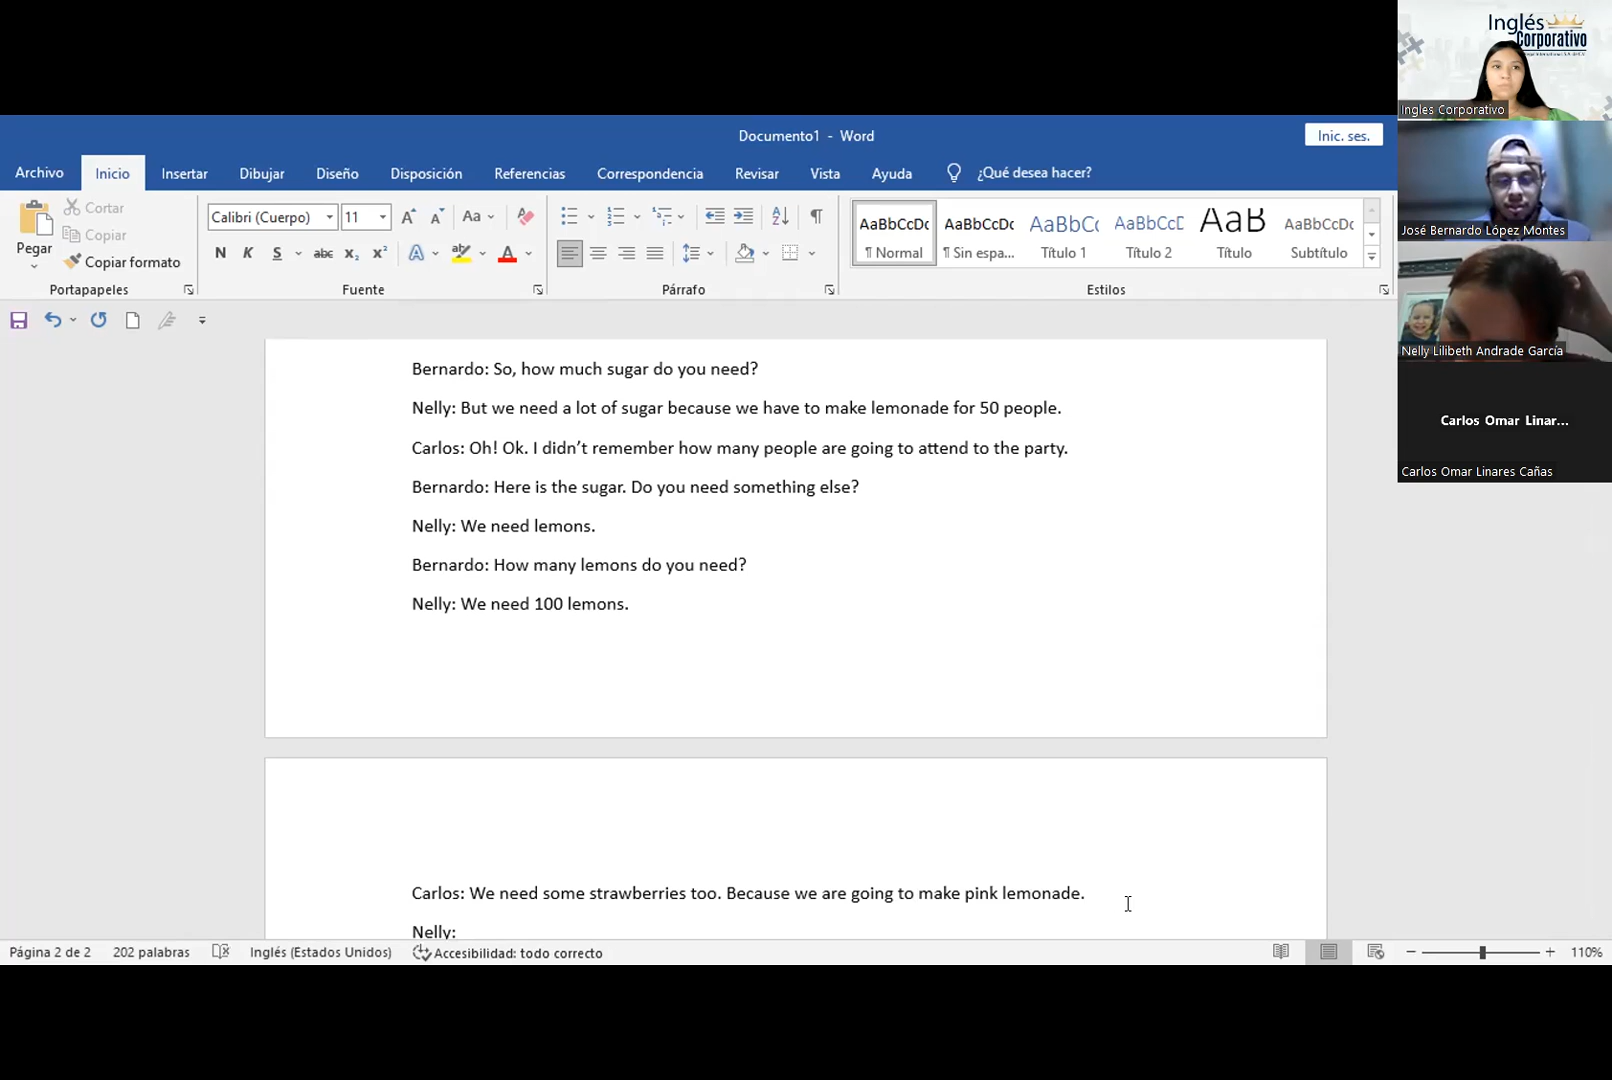 Inglés
Corporativo
Ingles Corporativo
Documento1 - Word
Inic. ses.
Archivo
Inicio
Insertar
Dibujar
Diseño
Disposición
Referencias
Correspondencia
Revisar
Vista
Ayuda
¿Qué desea hacer?
Pegar
Cortar
Copiar
Copiar formato
Portapapeles
Calibri (Cuerpo)
11
Aa
N K S abc x₂ x²
Fuente
Párrafo
AaBbCcDc
¶ Normal
AaBbCcDc
¶ Sin espa...
AaBbCc
Título 1
AaBbCcD
Título 2
AaB
Título
AaBbCcD
Subtítulo
Estilos
José Bernardo López Montes
Nelly Lilibeth Andrade García
Carlos Omar Linar...
Carlos Omar Linares Cañas
Bernardo: So, how much sugar do you need?
Nelly: But we need a lot of sugar because we have to make lemonade for 50 people.
Carlos: Oh! Ok. I didn’t remember how many people are going to attend to the party.
Bernardo: Here is the sugar. Do you need something else?
Nelly: We need lemons.
Bernardo: How many lemons do you need?
Nelly: We need 100 lemons.
Carlos: We need some strawberries too. Because we are going to make pink lemonade.
Nelly:
Página 2 de 2
202 palabras
Inglés (Estados Unidos)
Accesibilidad: todo correcto
110%